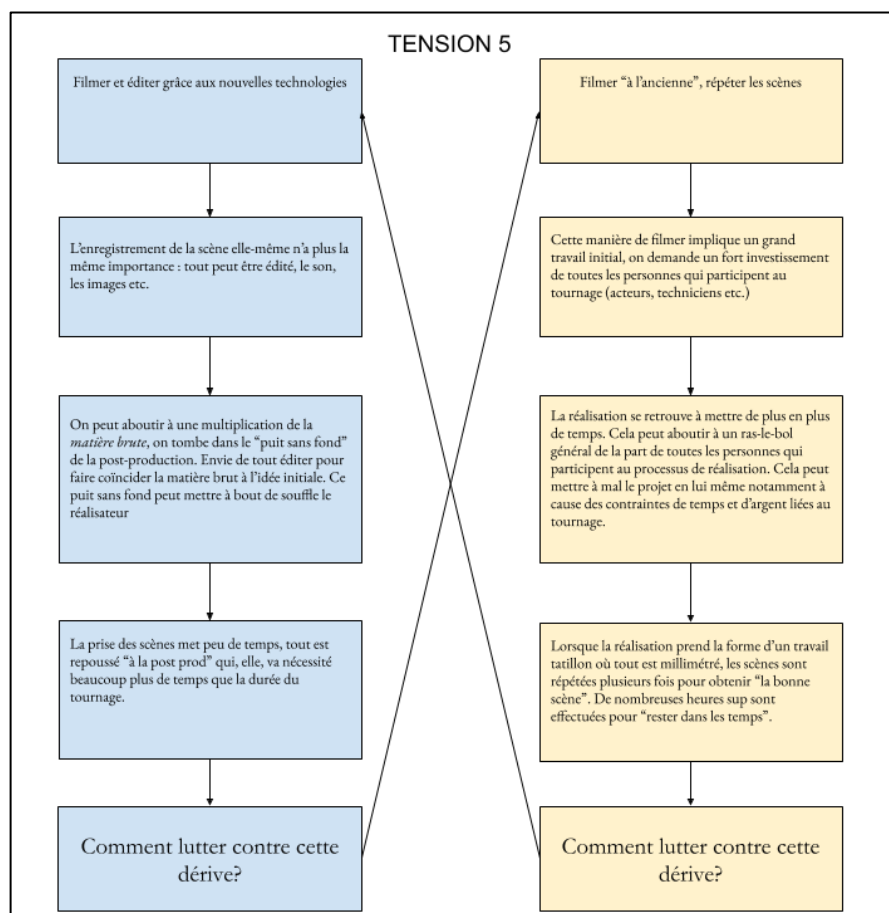 TENSION 5
Filmer et éditer grâce aux nouvelles technologies
L’enregistrement de la scène elle-même n’a plus la
même importance : tout peut être édité, le son,
les images etc.
On peut aboutir à une multiplication de la
matière brute, on tombe dans le “puit sans fond”
de la post-production. Envie de tout éditer pour
faire coïncider la matière brut à l’idée initiale. Ce
puit sans fond peut mettre à bout de souffle le
réalisateur
La prise des scènes met peu de temps, tout est
repoussé “à la post prod” qui, elle, va nécessité
beaucoup plus de temps que la durée du
tournage.
Comment lutter contre cette
dérive?
Filmer “à l’ancienne”, répéter les scènes
Cette manière de filmer implique un grand
travail initial, on demande un fort investissement
de toutes les personnes qui participent au
tournage (acteurs, techniciens etc.)
La réalisation se retrouve à mettre de plus en plus
de temps. Cela peut aboutir à un ras-le-bol
général de la part de toutes les personnes qui
participent au processus de réalisation. Cela peut
mettre à mal le projet en lui même notamment à
cause des contraintes de temps et d’argent liées au
tournage.
Lorsque la réalisation prend la forme d’un travail
tatillon où tout est millimétré, les scènes sont
répétées plusieurs fois pour obtenir “la bonne
scène”. De nombreuses heures sup sont
effectuées pour “rester dans les temps”.
Comment lutter contre cette
dérive?